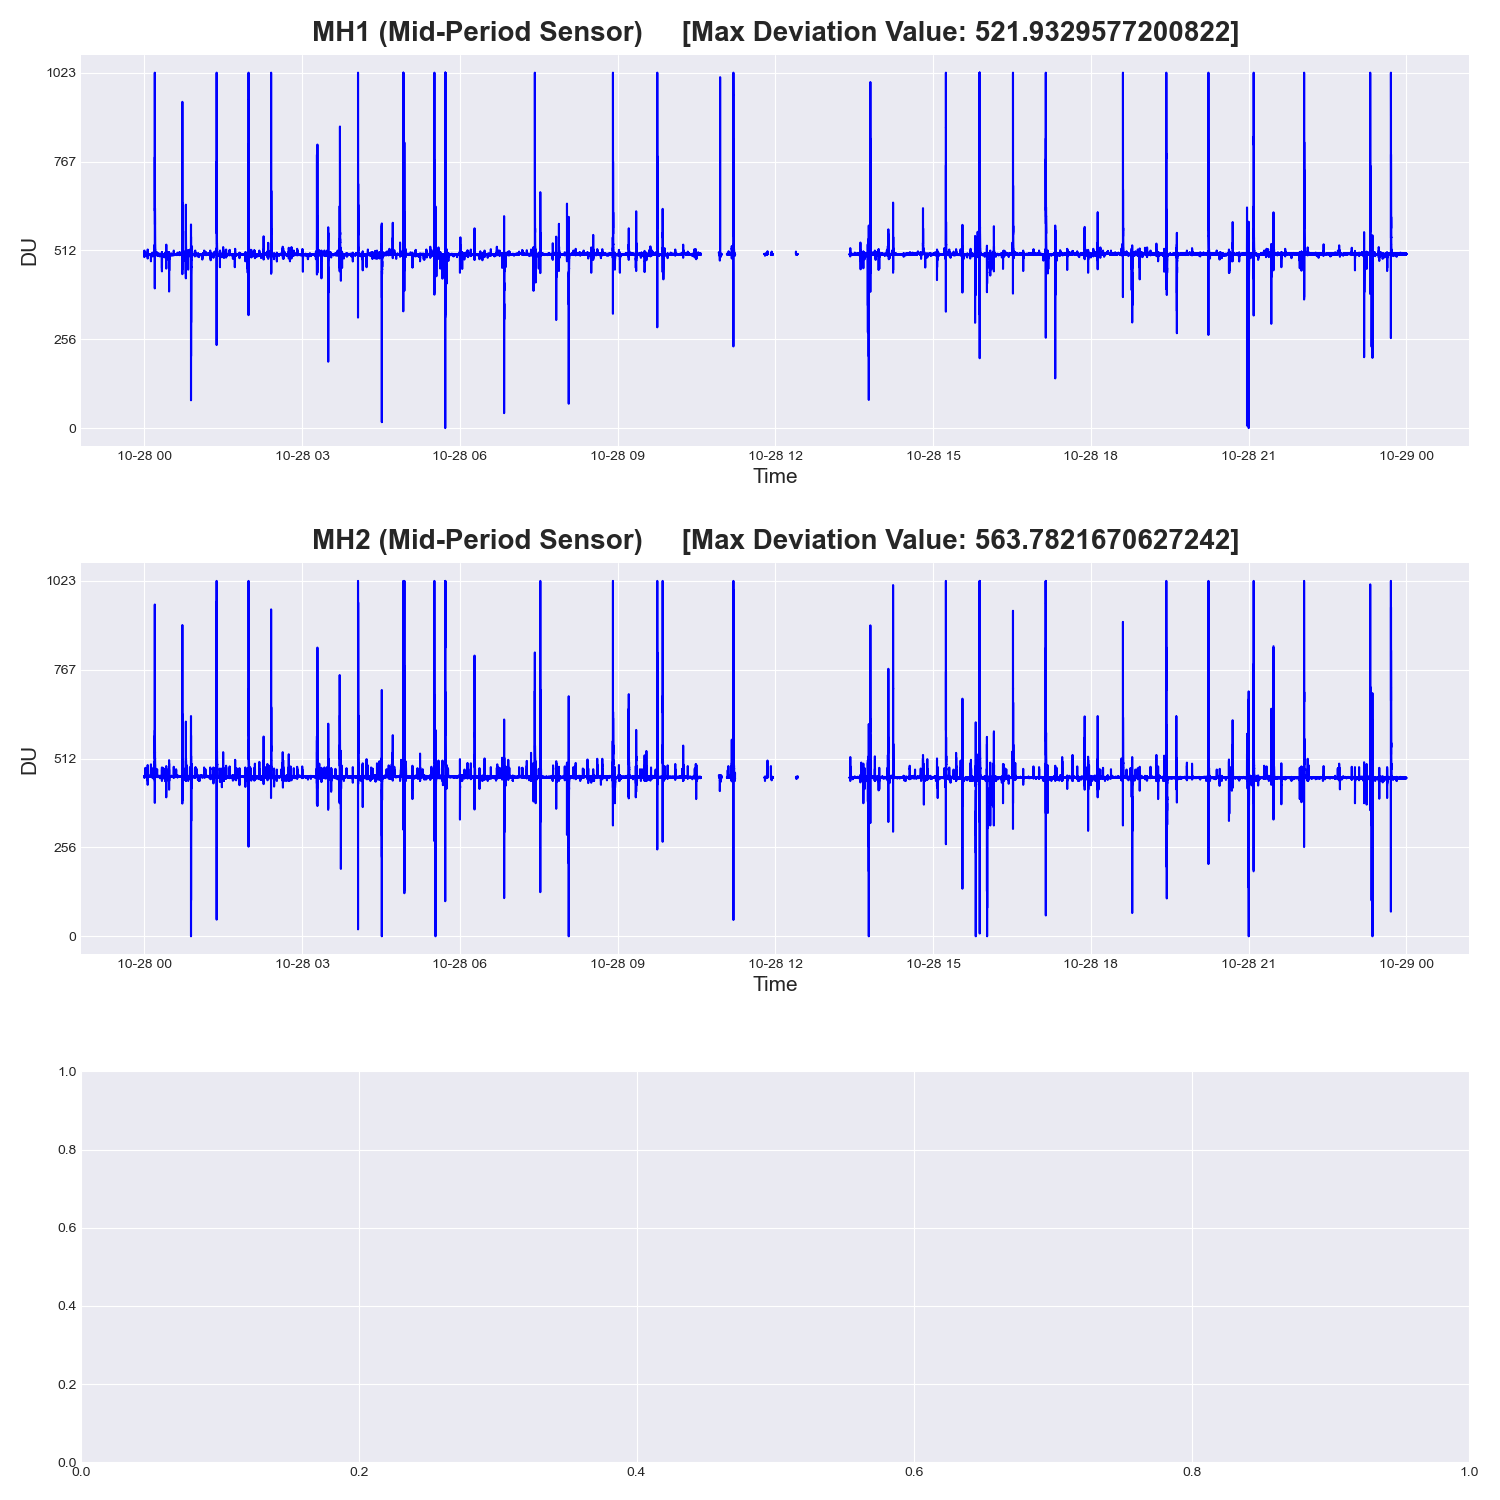 MH1 (Mid-Period Sensor) [Max Deviation Value: 521.9329577200822]
1023
767
512
256
0
DU
10-28 00 10-28 03 10-28 06 10-28 09 10-28 12 10-28 15 10-28 18 10-28 21 10-29 00
Time
MH2 (Mid-Period Sensor) [Max Deviation Value: 563.7821670627242]
1023
767
512
256
0
DU
10-28 00 10-28 03 10-28 06 10-28 09 10-28 12 10-28 15 10-28 18 10-28 21 10-29 00
Time
1.0
0.8
0.6
0.4
0.2
0.0
0.0 0.2 0.4 0.6 0.8 1.0